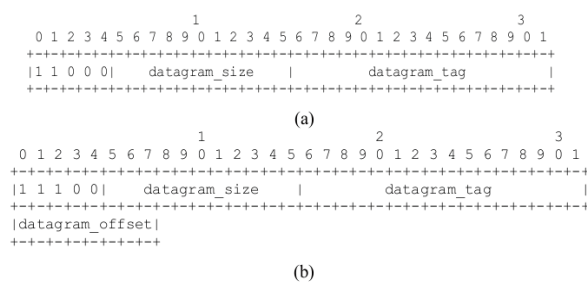 1                   2                   3
 0 1 2 3 4 5 6 7 8 9 0 1 2 3 4 5 6 7 8 9 0 1 2 3 4 5 6 7 8 9 0 1
+-+-+-+-+-+-+-+-+-+-+-+-+-+-+-+-+-+-+-+-+-+-+-+-+-+-+-+-+-+-+-+-+
|1 1 0 0 0|    datagram_size    |         datagram_tag          |
+-+-+-+-+-+-+-+-+-+-+-+-+-+-+-+-+-+-+-+-+-+-+-+-+-+-+-+-+-+-+-+-+
(a)
                     1                   2                   3
 0 1 2 3 4 5 6 7 8 9 0 1 2 3 4 5 6 7 8 9 0 1 2 3 4 5 6 7 8 9 0 1
+-+-+-+-+-+-+-+-+-+-+-+-+-+-+-+-+-+-+-+-+-+-+-+-+-+-+-+-+-+-+-+-+
|1 1 1 0 0|    datagram_size    |         datagram_tag          |
+-+-+-+-+-+-+-+-+-+-+-+-+-+-+-+-+-+-+-+-+-+-+-+-+-+-+-+-+-+-+-+-+
|datagram_offset|
+-+-+-+-+-+-+-+-+
(b)